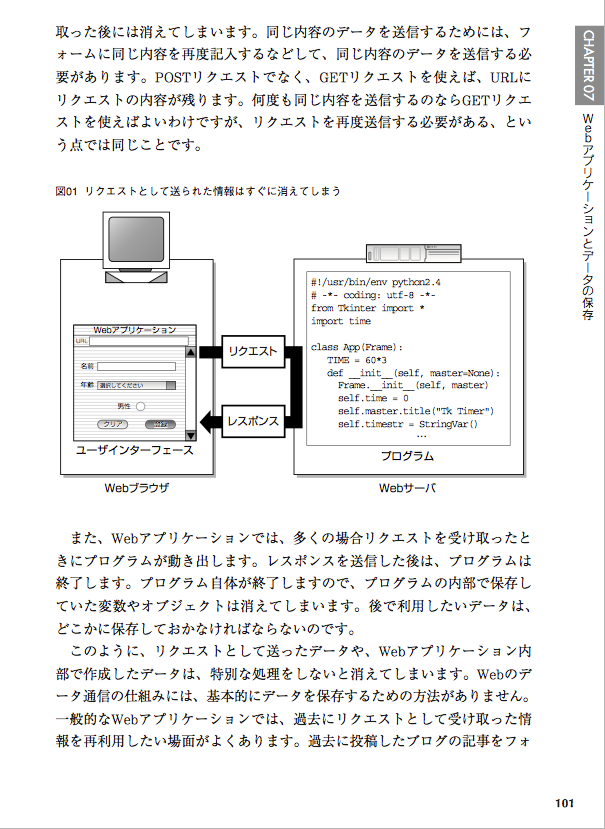 取った後には消えてしまいます。同じ内容のデータを送信するためには、フ
ォームに同じ内容を再度記入するなどして、同じ内容のデータを送信する必
要があります。POSTリクエストでなく、GETリクエストを使えば、URLに
リクエストの内容が残ります。何度も同じ内容を送信するのならGETリクエ
ストを使えばよいわけですが、リクエストを再度送信する必要がある、とい
う点では同じことです。
CHAPTER 07
Webアプリケーションとデータの保存
図01 リクエストとして送られた情報はすぐに消えてしまう
Webアプリケーション
URL
名前
年齢 選択してください
男性
クリア 登録
ユーザインターフェース
Webブラウザ
リクエスト
レスポンス
#!/usr/bin/env python2.4
# -*- coding: utf-8 -*-
from Tkinter import *
import time
class App(Frame):
TIME = 60*3
def __init__(self, master=None):
Frame.__init__(self, master)
self.time = 0
self.master.title("Tk Timer")
self.timestr = StringVar()
…
プログラム
Webサーバ
また、Webアプリケーションでは、多くの場合リクエストを受け取ったと
きにプログラムが動き出します。レスポンスを送信した後は、プログラムは
終了します。プログラム自体が終了しますので、プログラムの内部で保存し
ていた変数やオブジェクトは消えてしまいます。後で利用したいデータは、
どこかに保存しておかなければならないのです。
このように、リクエストとして送ったデータや、Webアプリケーション内
部で作成したデータは、特別な処理をしないと消えてしまいます。Webのデ
ータ通信の仕組みには、基本的にデータを保存するための方法がありません。
一般的なWebアプリケーションでは、過去にリクエストとして受け取った情
報を再利用したい場面がよくあります。過去に投稿したブログの記事をフォ
101